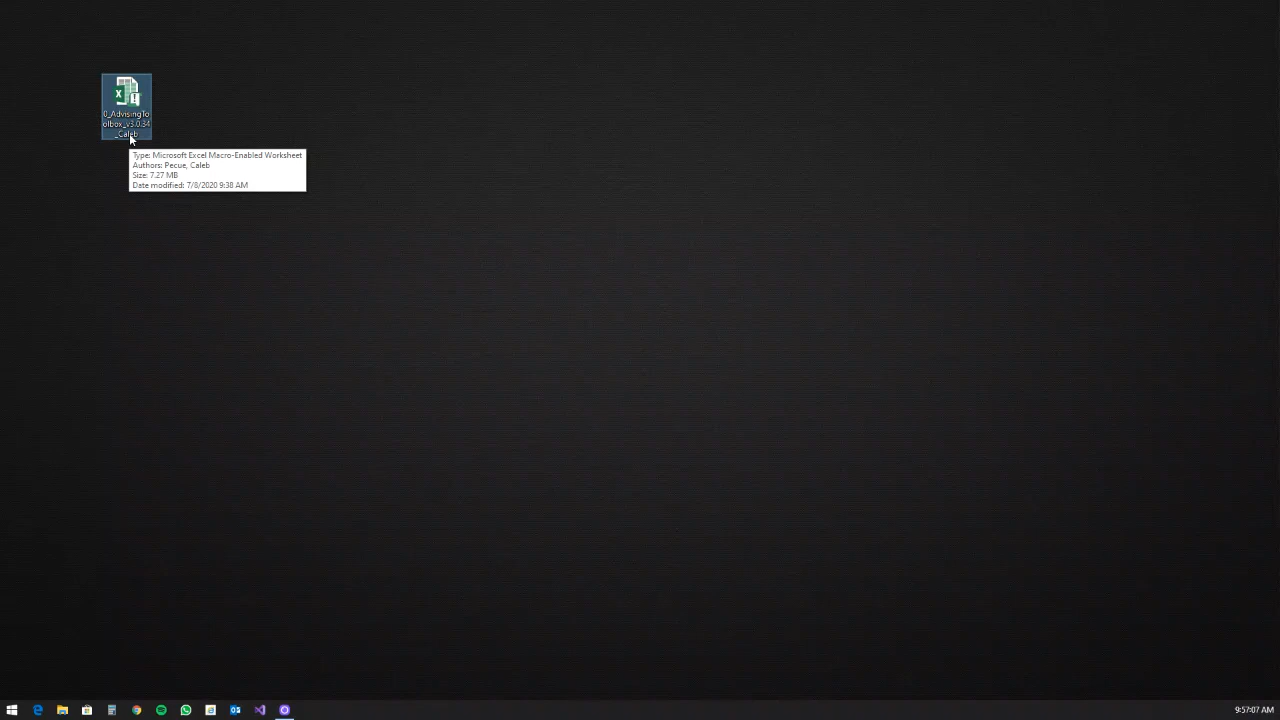 0_AdvisingTo
olbox_v3.0.34
_Caleb
Type: Microsoft Excel Macro-Enabled Worksheet
Authors: Pecue, Caleb
Size: 7.27 MB
Date modified: 7/8/2020 9:38 AM
9:57:07 AM